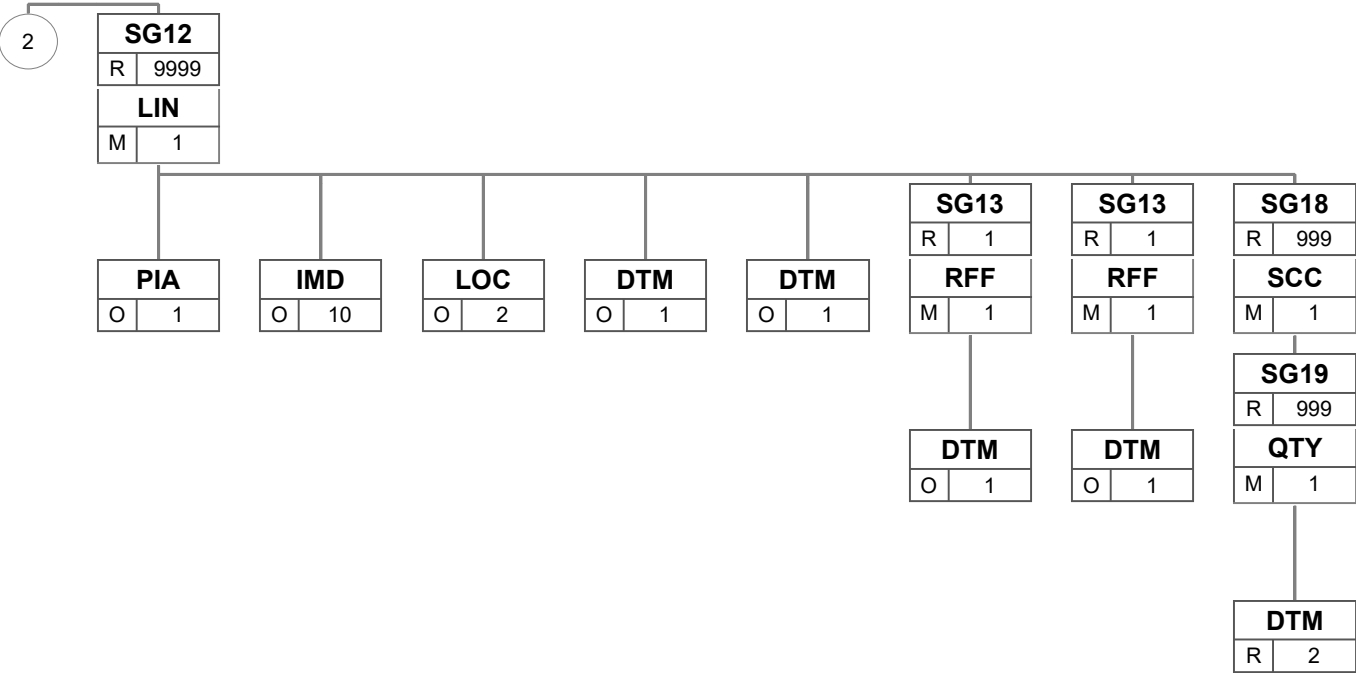 2
SG12
R 9999
LIN
M 1
SG13 SG13 SG18
R 1 R 1 R 999
PIA IMD LOC DTM DTM RFF RFF SCC
O 1 O 10 O 2 O 1 O 1 M 1 M 1 M 1
SG19
R 999
DTM DTM QTY
O 1 O 1 M 1
DTM
R 2